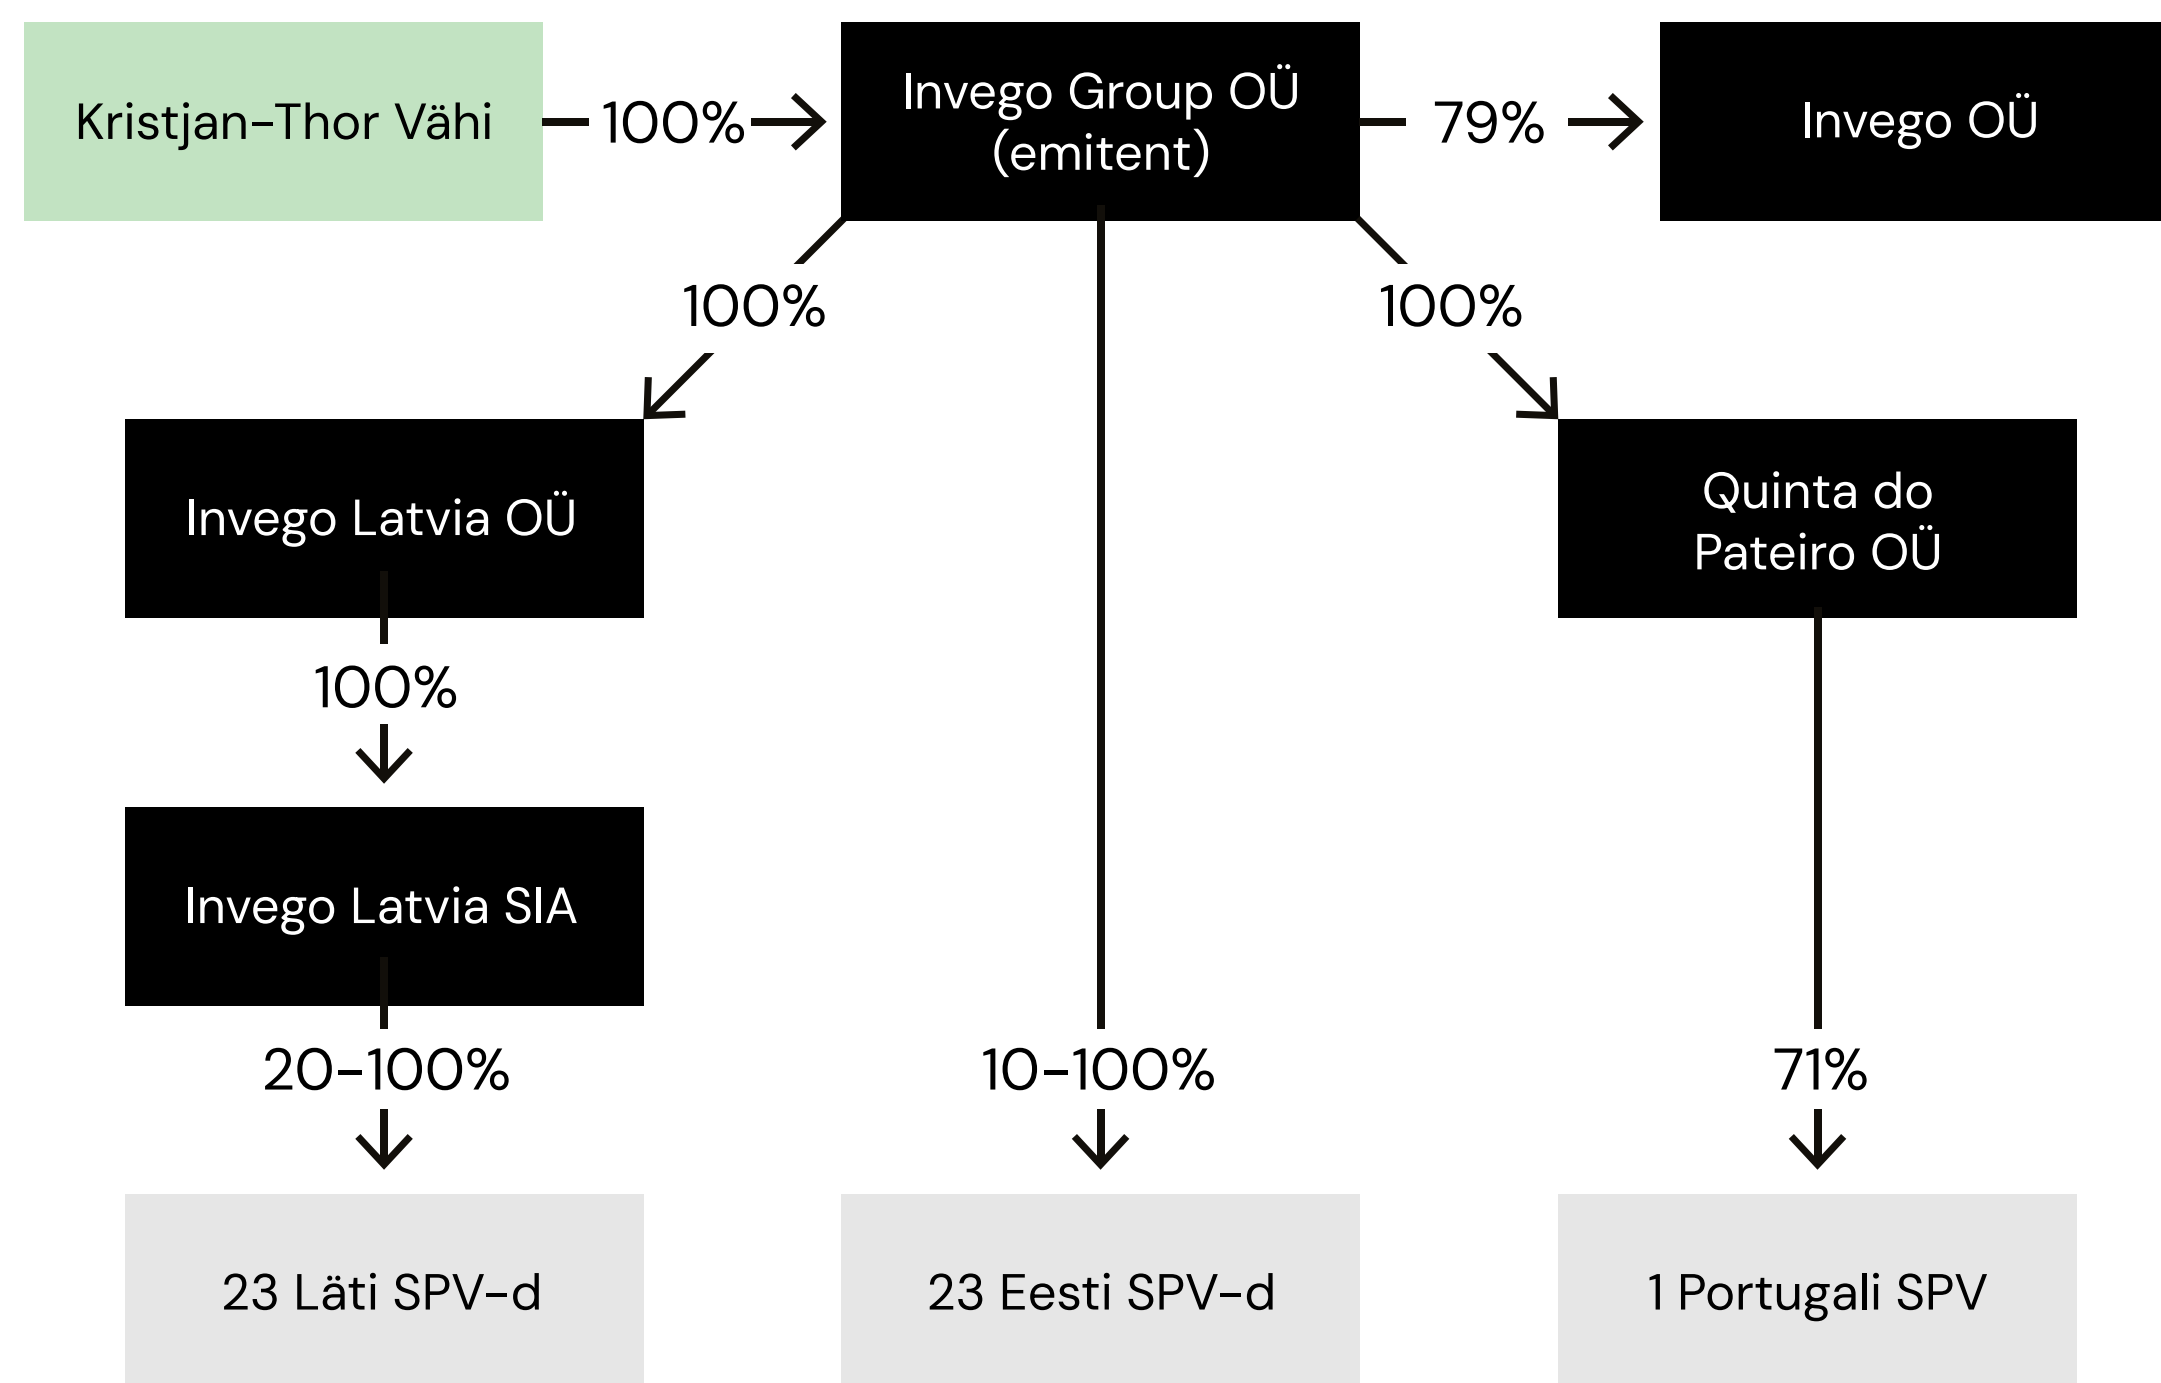 Kristjan-Thor Vähi
100%
Invego Group OÜ
(emitent)
79%
Invego OÜ
100%
100%
Invego Latvia OÜ
Quinta do
Pateiro OÜ
100%
Invego Latvia SIA
20-100%
10-100%
71%
23 Läti SPV-d
23 Eesti SPV-d
1 Portugali SPV